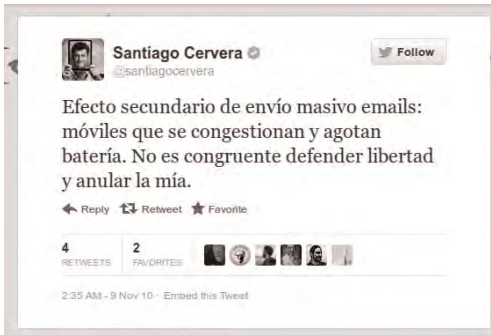 Santiago Cervera
@santiagocervera
Follow
Efecto secundario de envío masivo emails:
móviles que se congestionan y agotan
batería. No es congruente defender libertad
y anular la mía.
Reply Retweet Favorite
4 2
RETWEETS FAVORITES
2:35 AM - 9 Nov 10 · Embed this Tweet